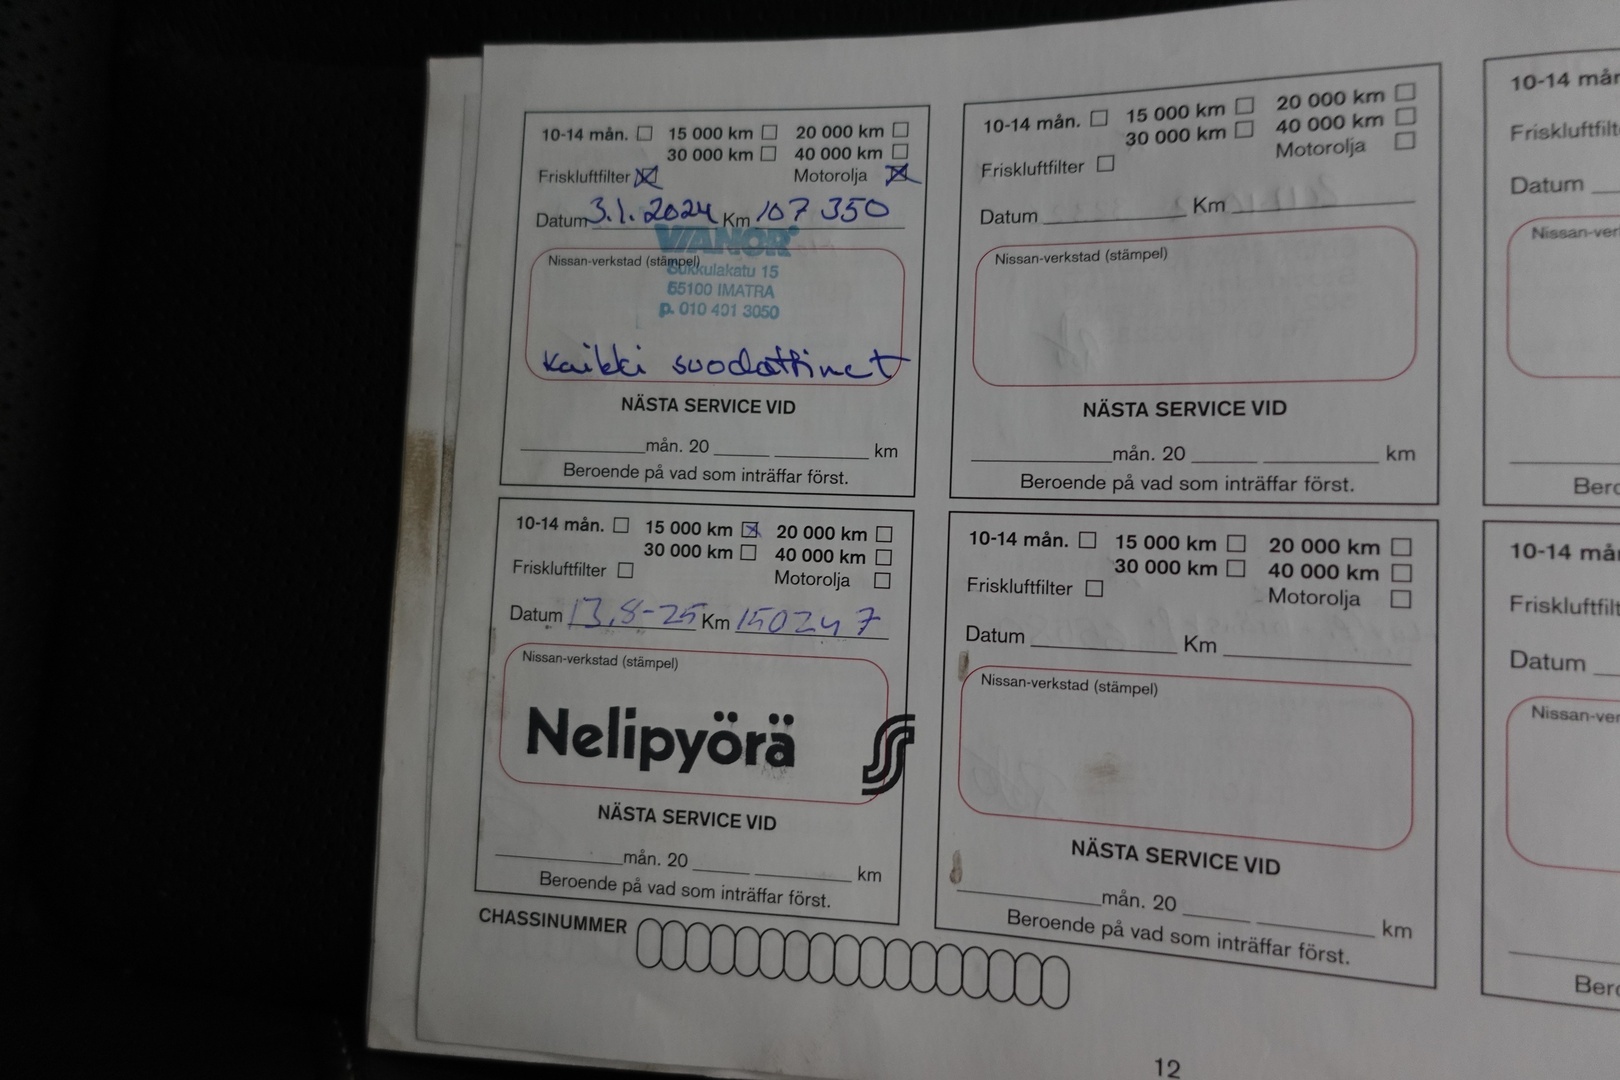 10-14 mån. 15 000 km 20 000 km
30 000 km 40 000 km
Friskluftfilter Motorolja
Datum 3.1.2024 Km 107 350
VIANOR
Nissan-verkstad (stämpel)
Sukkulakatu 15
55100 IMATRA
p. 010 401 3050
kaikki suodattimet
NÄSTA SERVICE VID
mån. 20 km
Beroende på vad som inträffar först.
10-14 mån. 15 000 km 20 000 km
30 000 km 40 000 km
Friskluftfilter Motorolja
Datum 13.8-25 Km 150247
Nissan-verkstad (stämpel)
Nelipyörä
NÄSTA SERVICE VID
mån. 20 km
Beroende på vad som inträffar först.
CHASSINUMMER
10-14 mån. 15 000 km 20 000 km
30 000 km 40 000 km
Friskluftfilter Motorolja
Datum Km
Nissan-verkstad (stämpel)
NÄSTA SERVICE VID
mån. 20 km
Beroende på vad som inträffar först.
10-14 mån. 15 000 km 20 000 km
30 000 km 40 000 km
Friskluftfilter Motorolja
Datum Km
Nissan-verkstad (stämpel)
NÄSTA SERVICE VID
mån. 20 km
Beroende på vad som inträffar först.
12
10-14 mån
Friskluftfilt
Datum
Nissan-ver
Bero
10-14 mån
Friskluftfilt
Datum
Nissan-ver
Bero